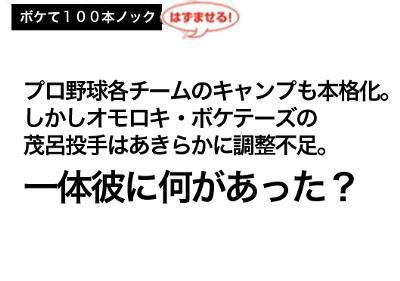 ボケて１００本ノック
はずませる!
プロ野球各チームのキャンプも本格化。
しかしオモロキ・ボケテーズの
茂呂投手はあきらかに調整不足。
一体彼に何があった？